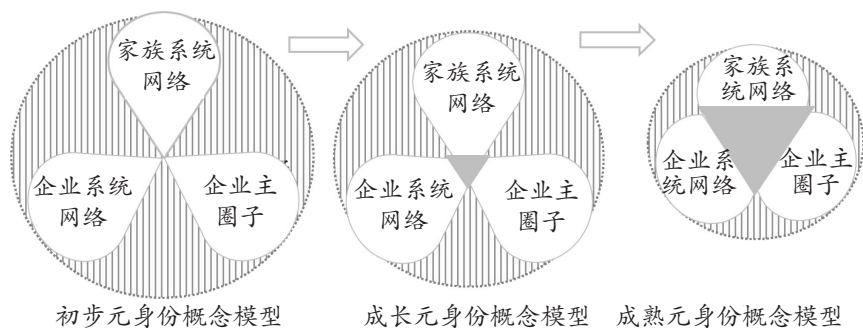 家族系统
网络
企业系统
网络
企业主
圈子
初步元身份概念模型
家族系统
网络
企业系统
网络
企业主
圈子
成长元身份概念模型
家族系
统网络
企业系
统网络
企业主
圈子
成熟元身份概念模型